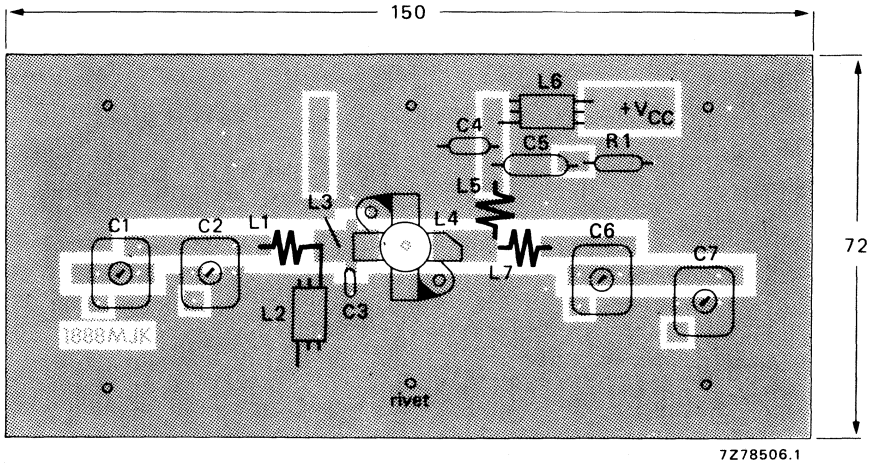 150
L6
+VCC
C4
C5
R1
L5
L3
L4
C1
C2
L1
C6
C7
72
L7
L2
C3
1888MJK
rivet
7Z78506.1